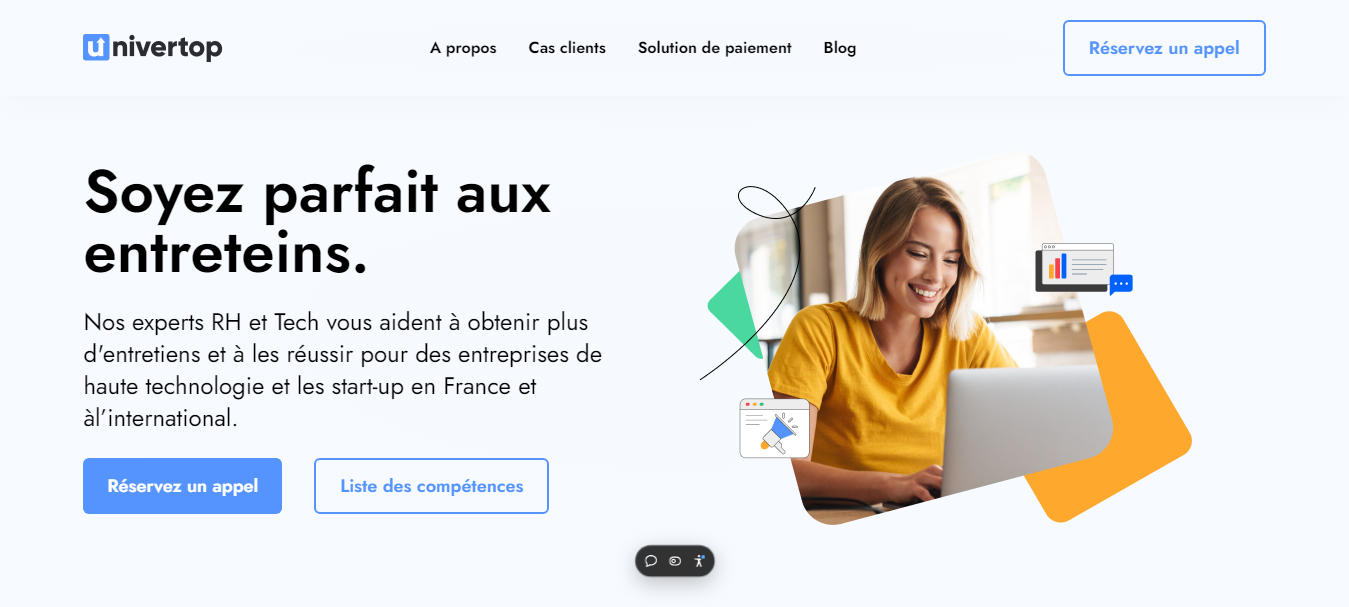 univertop
A propos
Cas clients
Solution de paiement
Blog
Réservez un appel
Soyez parfait aux
entreteins.
Nos experts RH et Tech vous aident à obtenir plus
d'entretiens et à les réussir pour des entreprises de
haute technologie et les start-up en France et
àl’international.
Réservez un appel
Liste des compétences